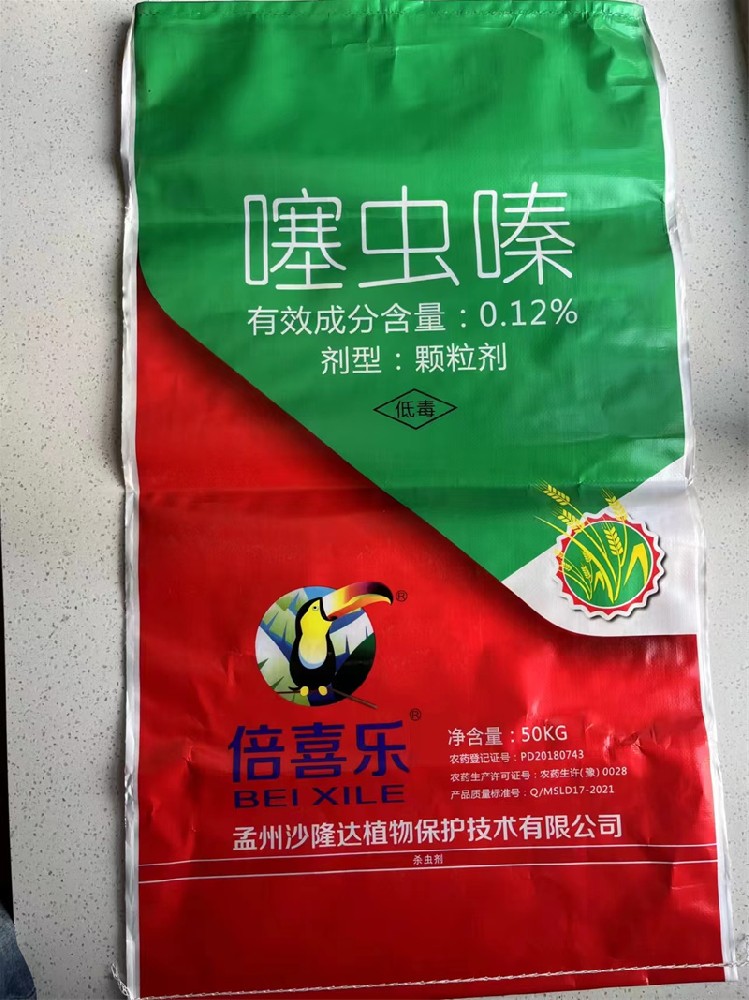 噻虫嗪
有效成分含量：0.12%
剂型：颗粒剂
低毒
®
倍喜乐®
BEI XILE
净含量：50KG
农药登记证号：PD20180743
农药生产许可证号：农药生许(豫)0028
产品质量标准号：Q/MSLD17-2021
孟州沙隆达植物保护技术有限公司
杀虫剂